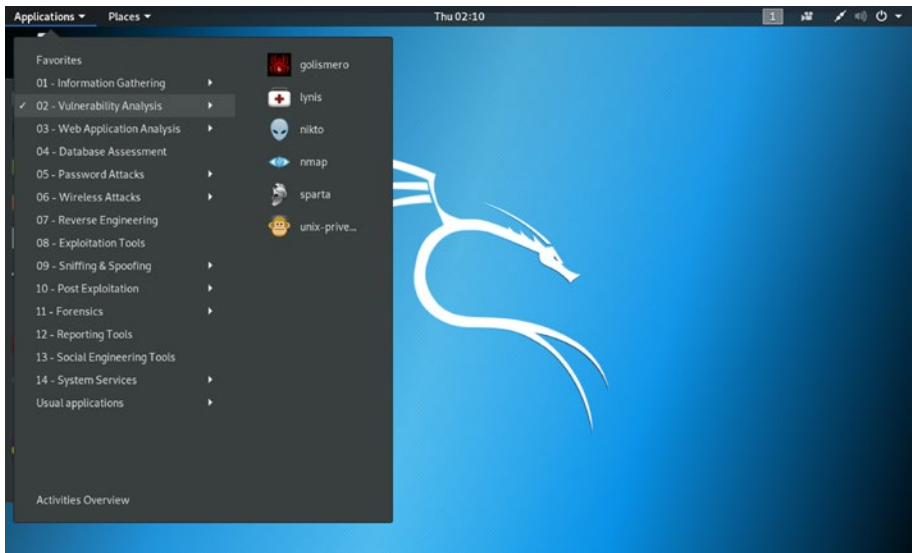 Applications Places Thu 02:10 1
Favorites
01 - Information Gathering
✓ 02 - Vulnerability Analysis
03 - Web Application Analysis
04 - Database Assessment
05 - Password Attacks
06 - Wireless Attacks
07 - Reverse Engineering
08 - Exploitation Tools
09 - Sniffing & Spoofing
10 - Post Exploitation
11 - Forensics
12 - Reporting Tools
13 - Social Engineering Tools
14 - System Services
Usual applications
Activities Overview
golismero
lynis
nikto
nmap
sparta
unix-prive...